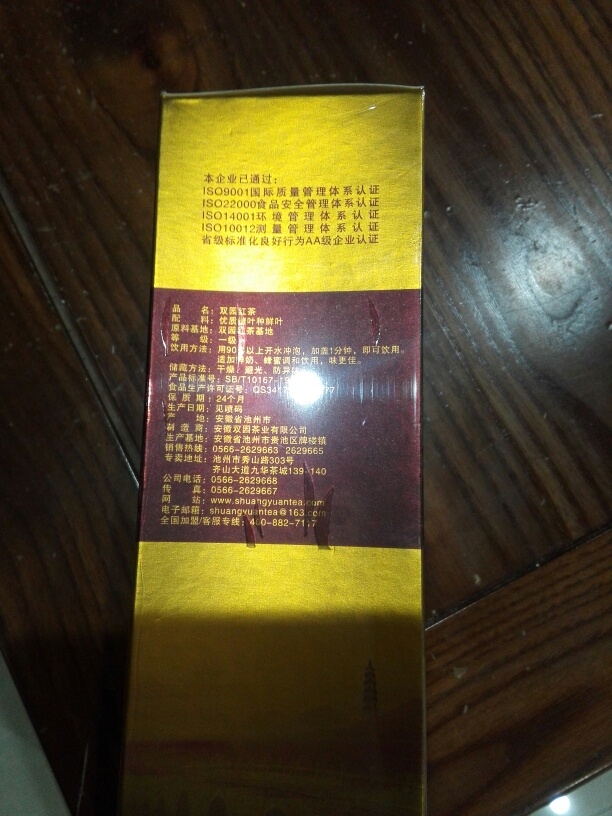 本企业已通过:
ISO9001国际质量管理体系认证
ISO22000食品安全管理体系认证
ISO14001环境管理体系认证
ISO10012测量管理体系认证
省级标准化良好行为AA级企业认证
品名:双园红茶
配料:优质 叶种鲜叶
原料基地:双园红茶基地
等级:一级
饮用方法:用90 以上开水冲泡,加盖1分钟,即可饮用。
适加 奶、蜂蜜调和饮用,味更佳。
储藏方法:干燥、避光、防异
产品标准号:SB/T10167-
食品生产许可证号:QS34
保质期:24个月
生产日期:见喷码
产地:安徽省池州市
制造商:安徽双园茶业有限公司
生产基地:安徽省池州市贵池区牌楼镇
销售热线:0566-2629663 2629665
专卖地址:池州市秀山路303号
齐山大道九华茶城139-140
公司电话:0566-2629668
传真:0566-2629667
网站:www.shuangyuantea.com
电子邮箱:shuangyuantea@163.com
全国加盟/客服专线:400-882-7117